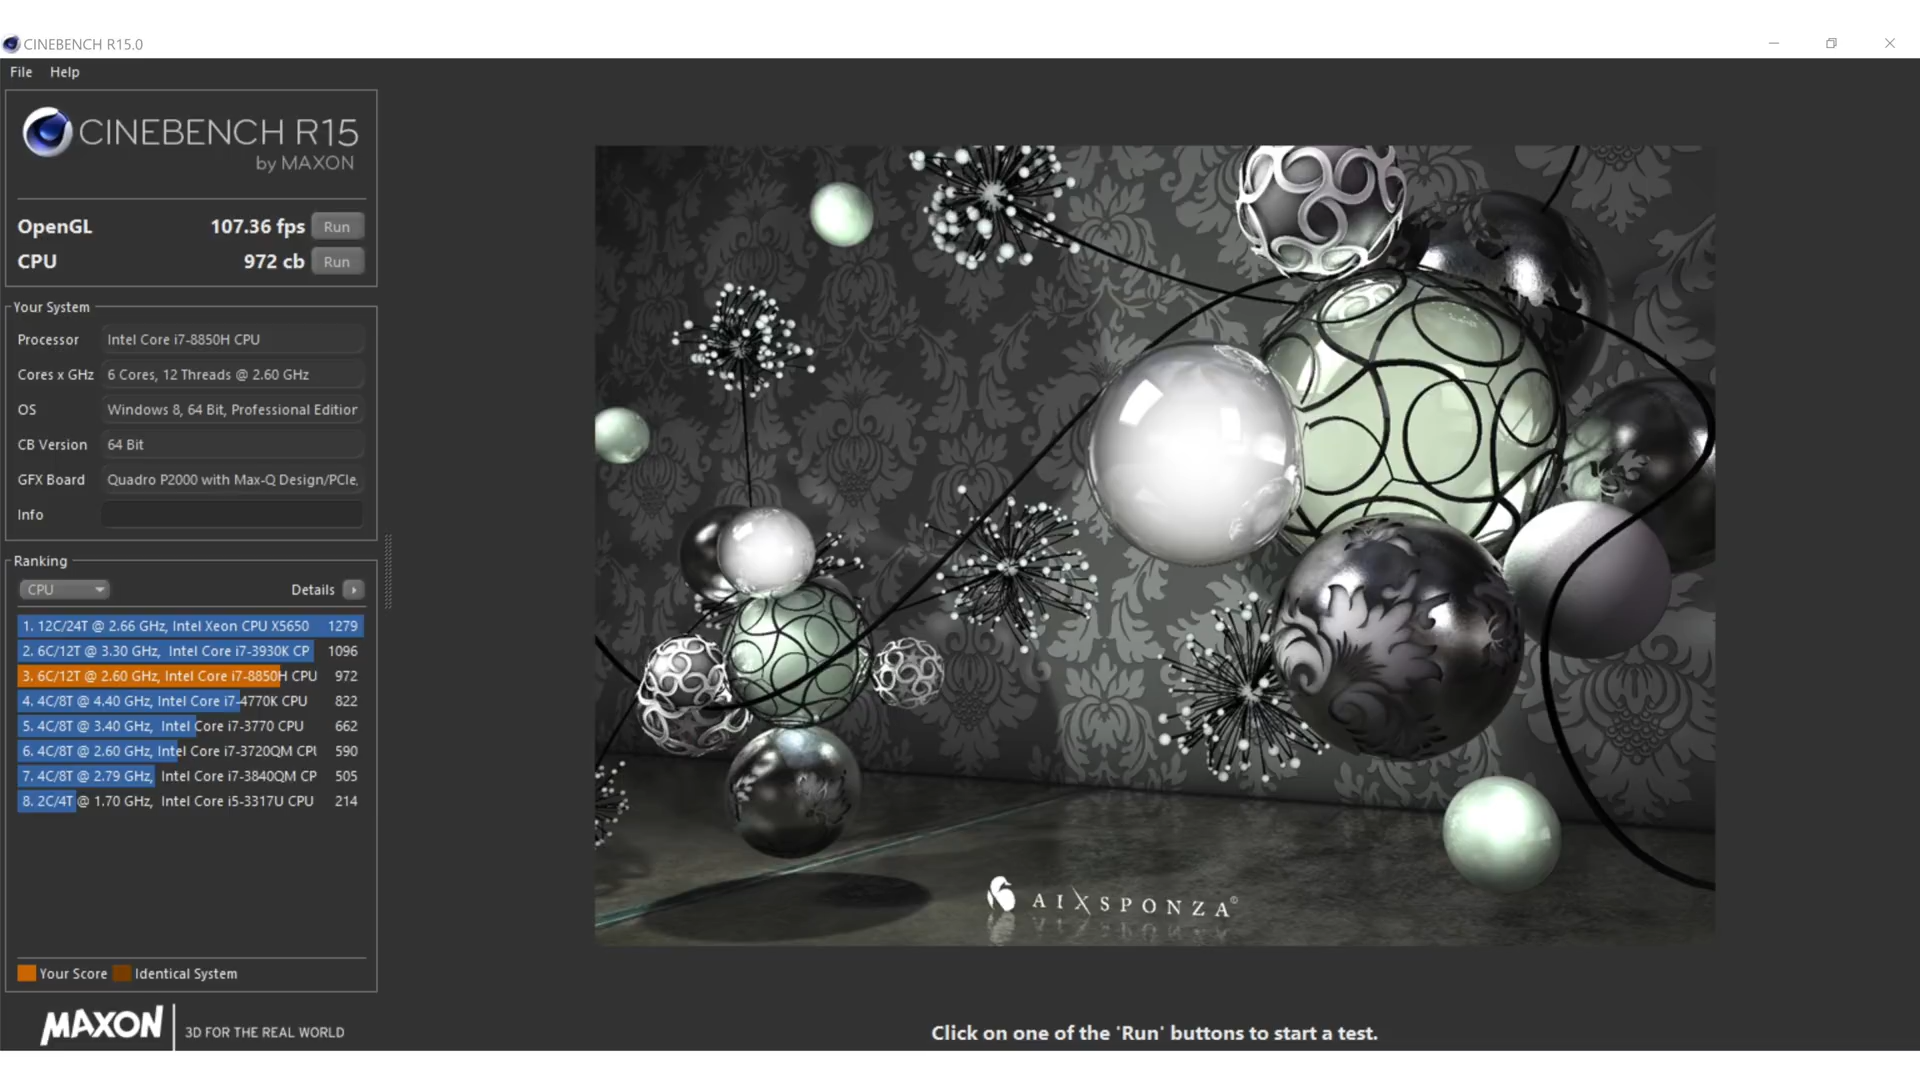 CINEBENCH R15.0
File Help
CINEBENCH R15
by MAXON
OpenGL 107.36 fps Run
CPU 972 cb Run
Your System
Processor Intel Core i7-8850H CPU
Cores x GHz 6 Cores, 12 Threads @ 2.60 GHz
OS Windows 8, 64 Bit, Professional Editior
CB Version 64 Bit
GFX Board Quadro P2000 with Max-Q Design/PCIe,
Info
Ranking
CPU Details
1. 12C/24T @ 2.66 GHz, Intel Xeon CPU X5650 1279
2. 6C/12T @ 3.30 GHz, Intel Core i7-3930K CP 1096
3. 6C/12T @ 2.60 GHz, Intel Core i7-8850H CPU 972
4. 4C/8T @ 4.40 GHz, Intel Core i7-4770K CPU 822
5. 4C/8T @ 3.40 GHz, Intel Core i7-3770 CPU 662
6. 4C/8T @ 2.60 GHz, Intel Core i7-3720QM CPU 590
7. 4C/8T @ 2.79 GHz, Intel Core i7-3840QM CP 505
8. 2C/4T @ 1.70 GHz, Intel Core i5-3317U CPU 214
Your Score Identical System
MAXON 3D FOR THE REAL WORLD
AIXSPONZA©
Click on one of the 'Run' buttons to start a test.